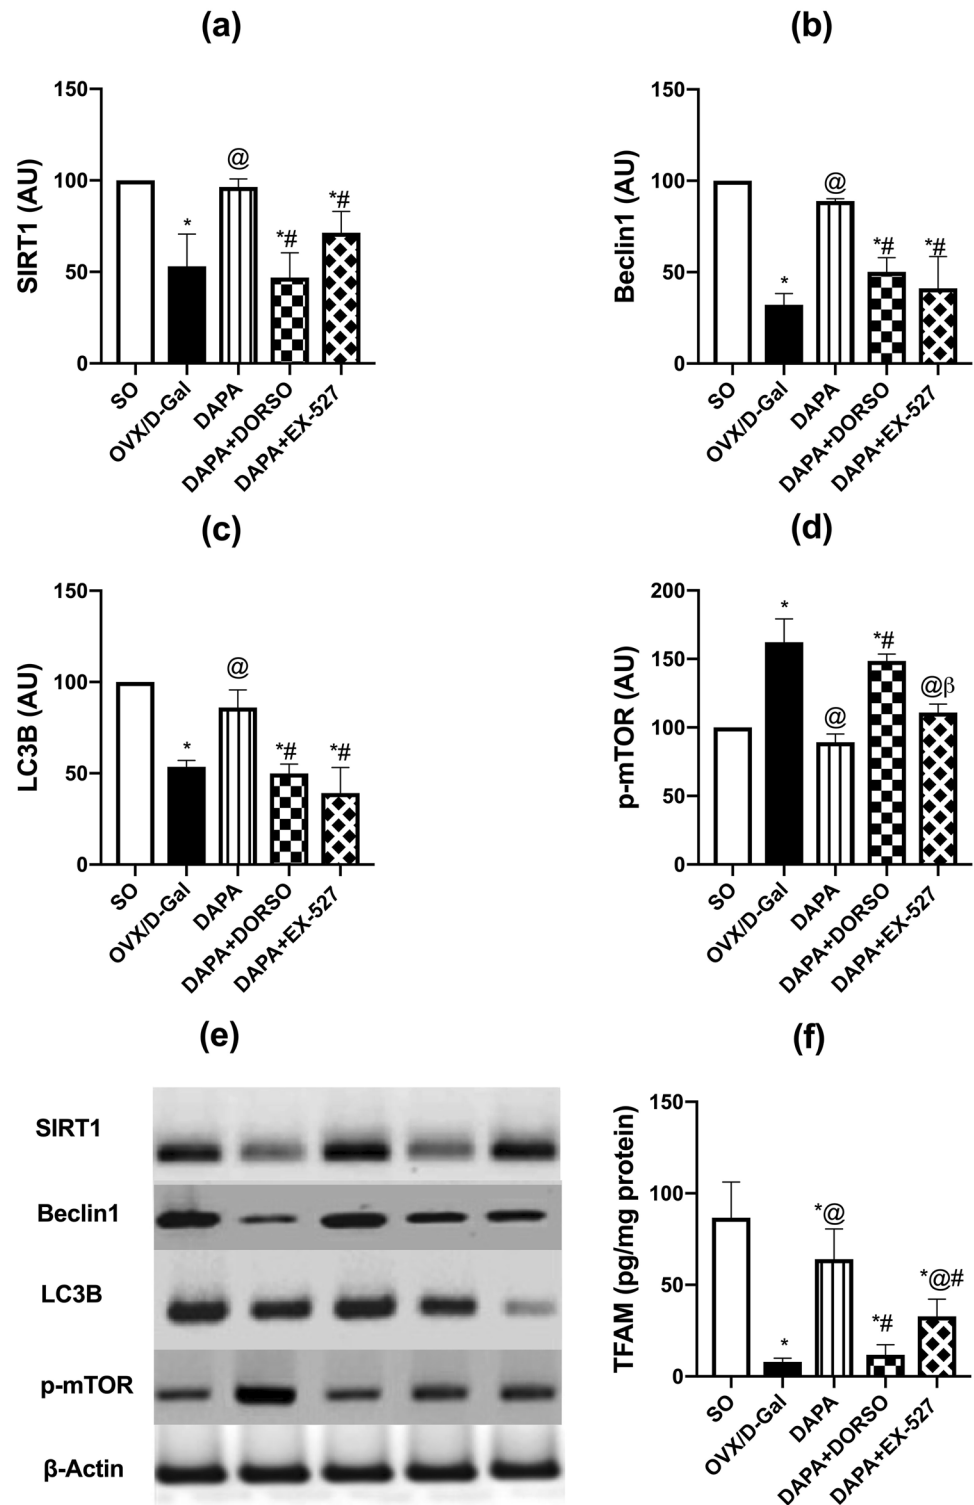 (a)
150
100
50
0
SIRT1 (AU)
*
@
*#
*#
SO
OVX/D-Gal
DAPA
DAPA+DORSO
DAPA+EX-527
(b)
150
100
50
0
Beclin1 (AU)
*
@
*#
*#
SO
OVX/D-Gal
DAPA
DAPA+DORSO
DAPA+EX-527
(c)
150
100
50
0
LC3B (AU)
*
@
*#
*#
SO
OVX/D-Gal
DAPA
DAPA+DORSO
DAPA+EX-527
(d)
200
150
100
50
0
p-mTOR (AU)
*
@
*#
@β
SO
OVX/D-Gal
DAPA
DAPA+DORSO
DAPA+EX-527
(e)
SIRT1
Beclin1
LC3B
p-mTOR
β-Actin
(f)
150
100
50
0
TFAM (pg/mg protein)
*
*@
*#
*@#
SO
OVX/D-Gal
DAPA
DAPA+DORSO
DAPA+EX-527